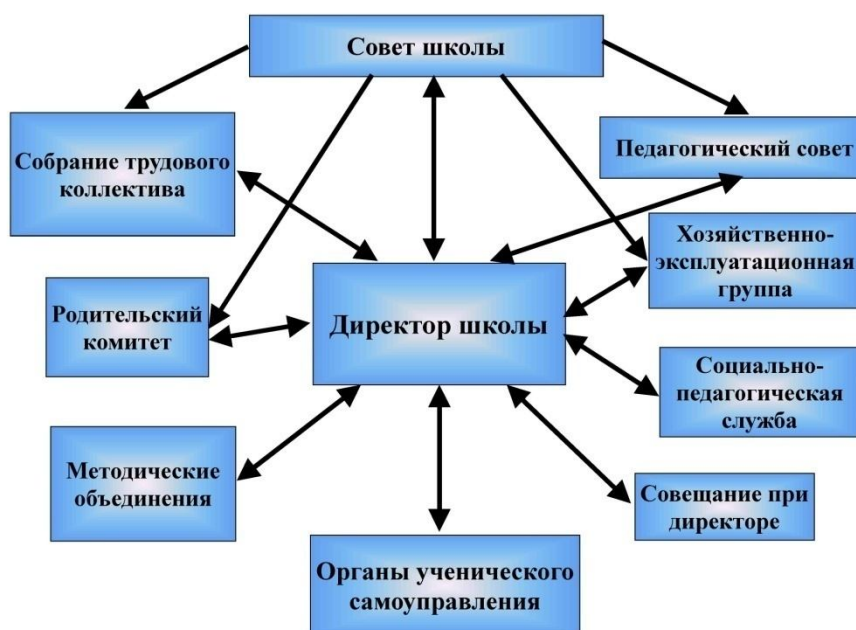 Совет школы
Собрание трудового
коллектива
Педагогический совет
Хозяйственно-
эксплуатационная
группа
Родительский
комитет
Директор школы
Социально-
педагогическая
служба
Методические
объединения
Совещание при
директоре
Органы ученического
самоуправления